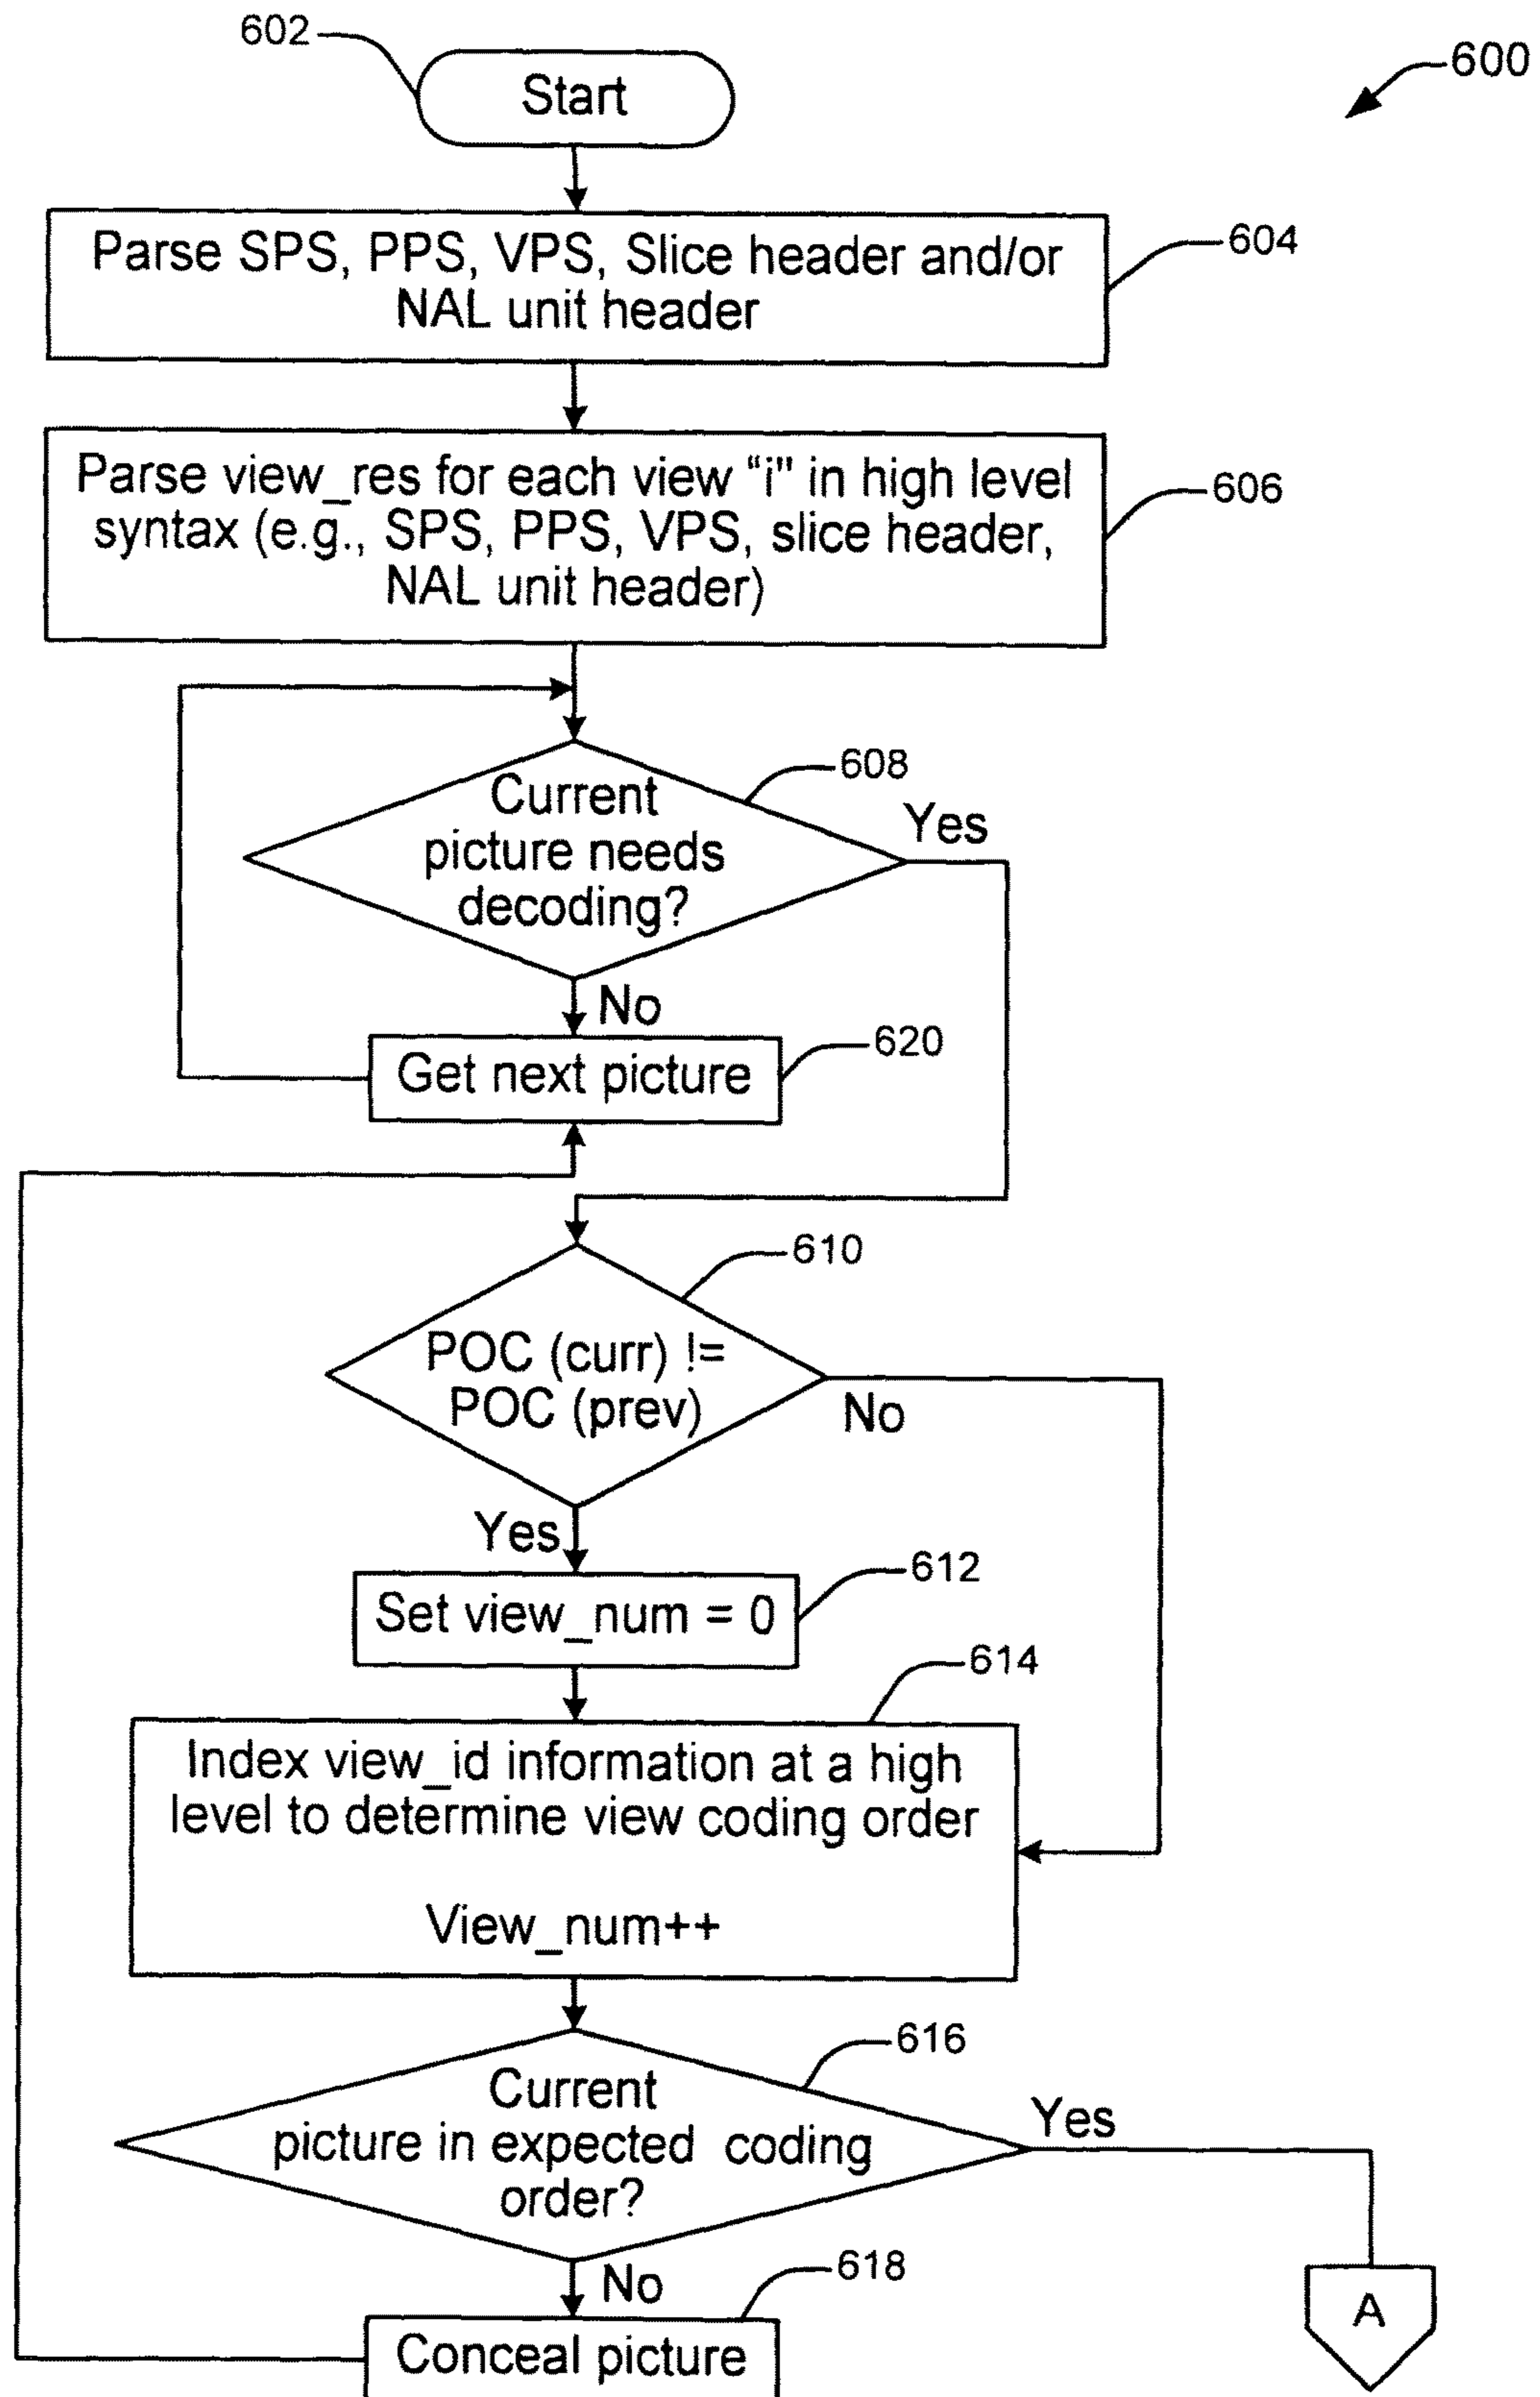 602
Start
600
Parse SPS, PPS, VPS, Slice header and/or
NAL unit header
604
Parse view_res for each view “i” in high level
syntax (e.g., SPS, PPS, VPS, slice header,
NAL unit header)
606
608
Current
picture needs
decoding?
Yes
No
Get next picture
620
610
POC (curr) !=
POC (prev)
No
Yes
612
Set view_num = 0
614
Index view_id information at a high
level to determine view coding order
View_num++
616
Current
picture in expected coding
order?
Yes
No
618
Conceal picture
A